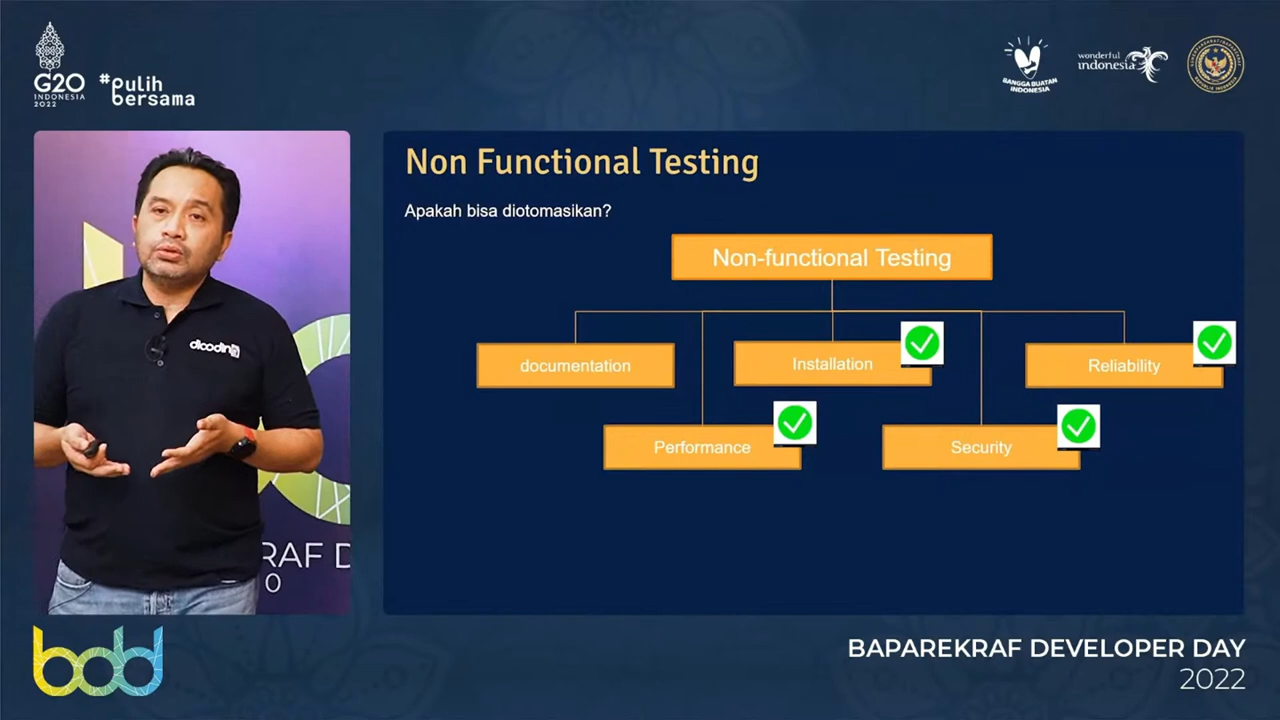 G20
INDONESIA
2022
#pulih
bersama
BANGGA BUATAN
INDONESIA
wonderful
indonesia
Non Functional Testing
Apakah bisa diotomasikan?
Non-functional Testing
documentation
Installation
Reliability
Performance
Security
dicoding
RAF D
0
bdd
BAPAREKRAF DEVELOPER DAY
2022